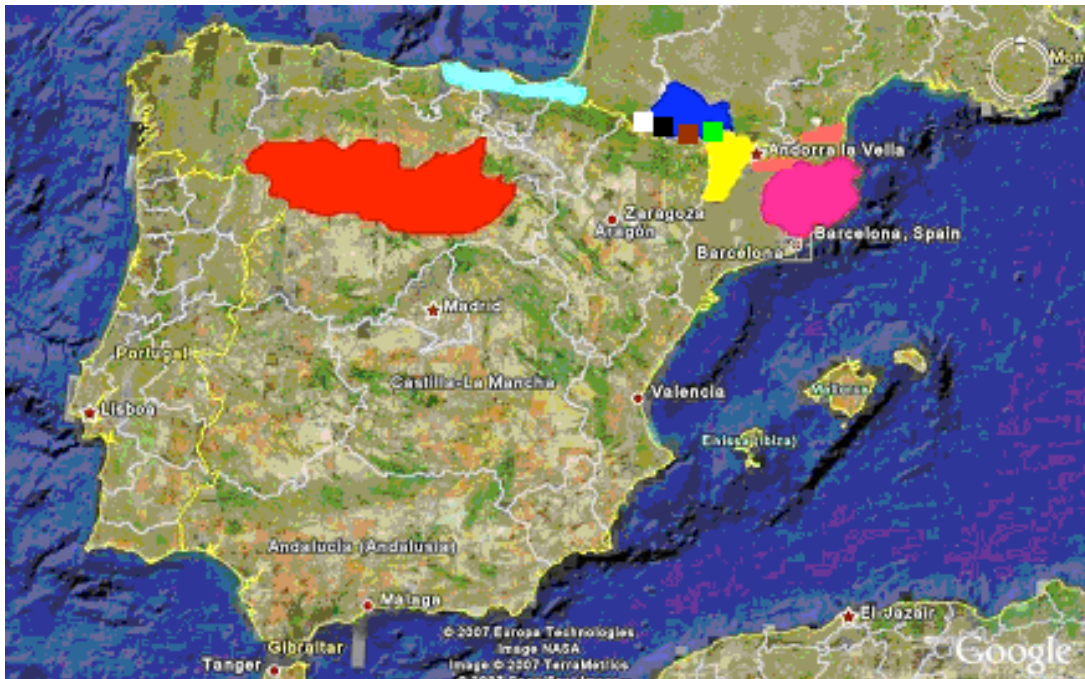 Mon
Andorra la Vella
Zaragoza
Aragón
Barcelona, Spain
Barcelona
Madrid
Portugal
Castilla-La Mancha
Valencia
Mallorca
Lisboa
Eivissa (Ibiza)
Andalucía (Andalusia)
Málaga
El Jazair
Gibraltar
Tanger
© 2007 Europa Technologies
Image NASA
Image © 2007 TerraMetrics
Google